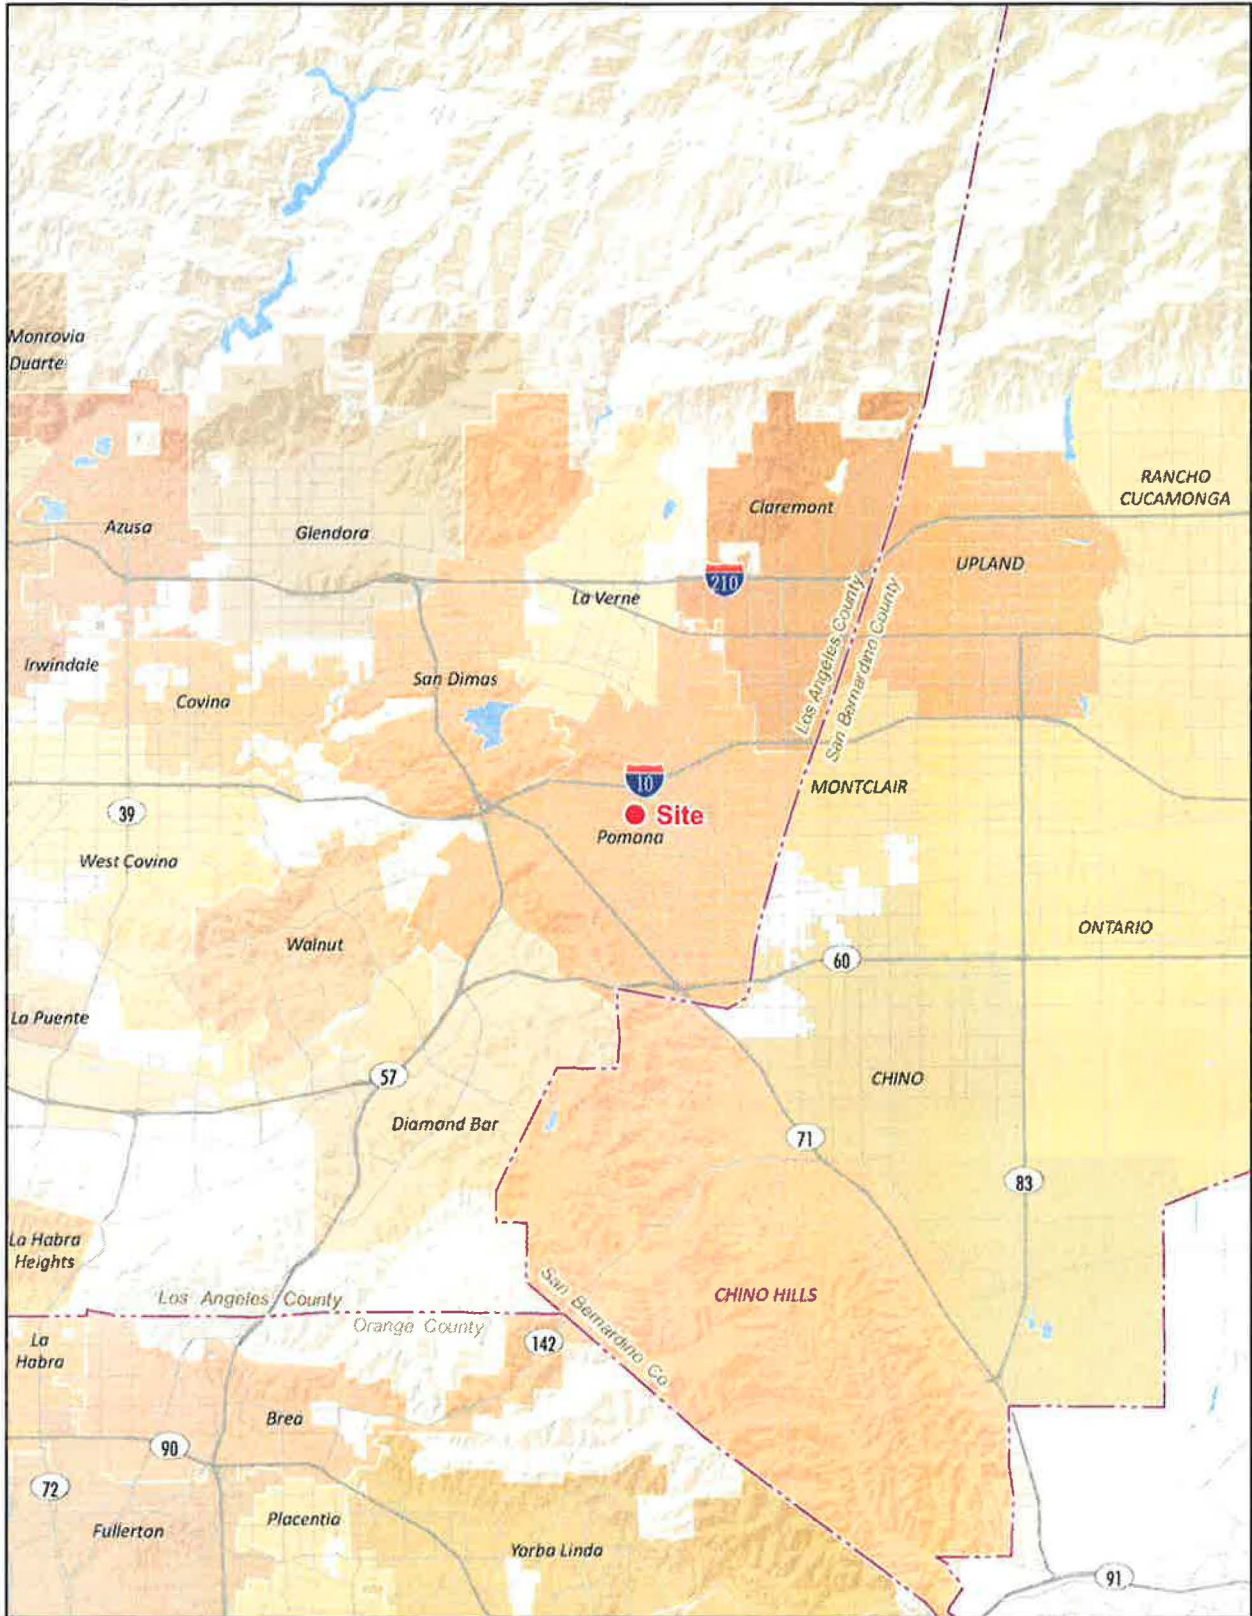 Monrovia
Duarte
RANCHO
CUCAMONGA
Claremont
Azusa
Glendora
UPLAND
210
La Verne
Los Angeles County
San Bernardino County
Irwindale
San Dimas
Covina
10
MONTCLAIR
39
Site
Pomona
West Covina
ONTARIO
Walnut
60
La Puente
57
CHINO
Diamond Bar
71
83
La Habra
Heights
San Bernardino Co
CHINO HILLS
Los Angeles County
Orange County
142
La
Habra
Brea
90
72
Placentia
Fullerton
Yorba Linda
91